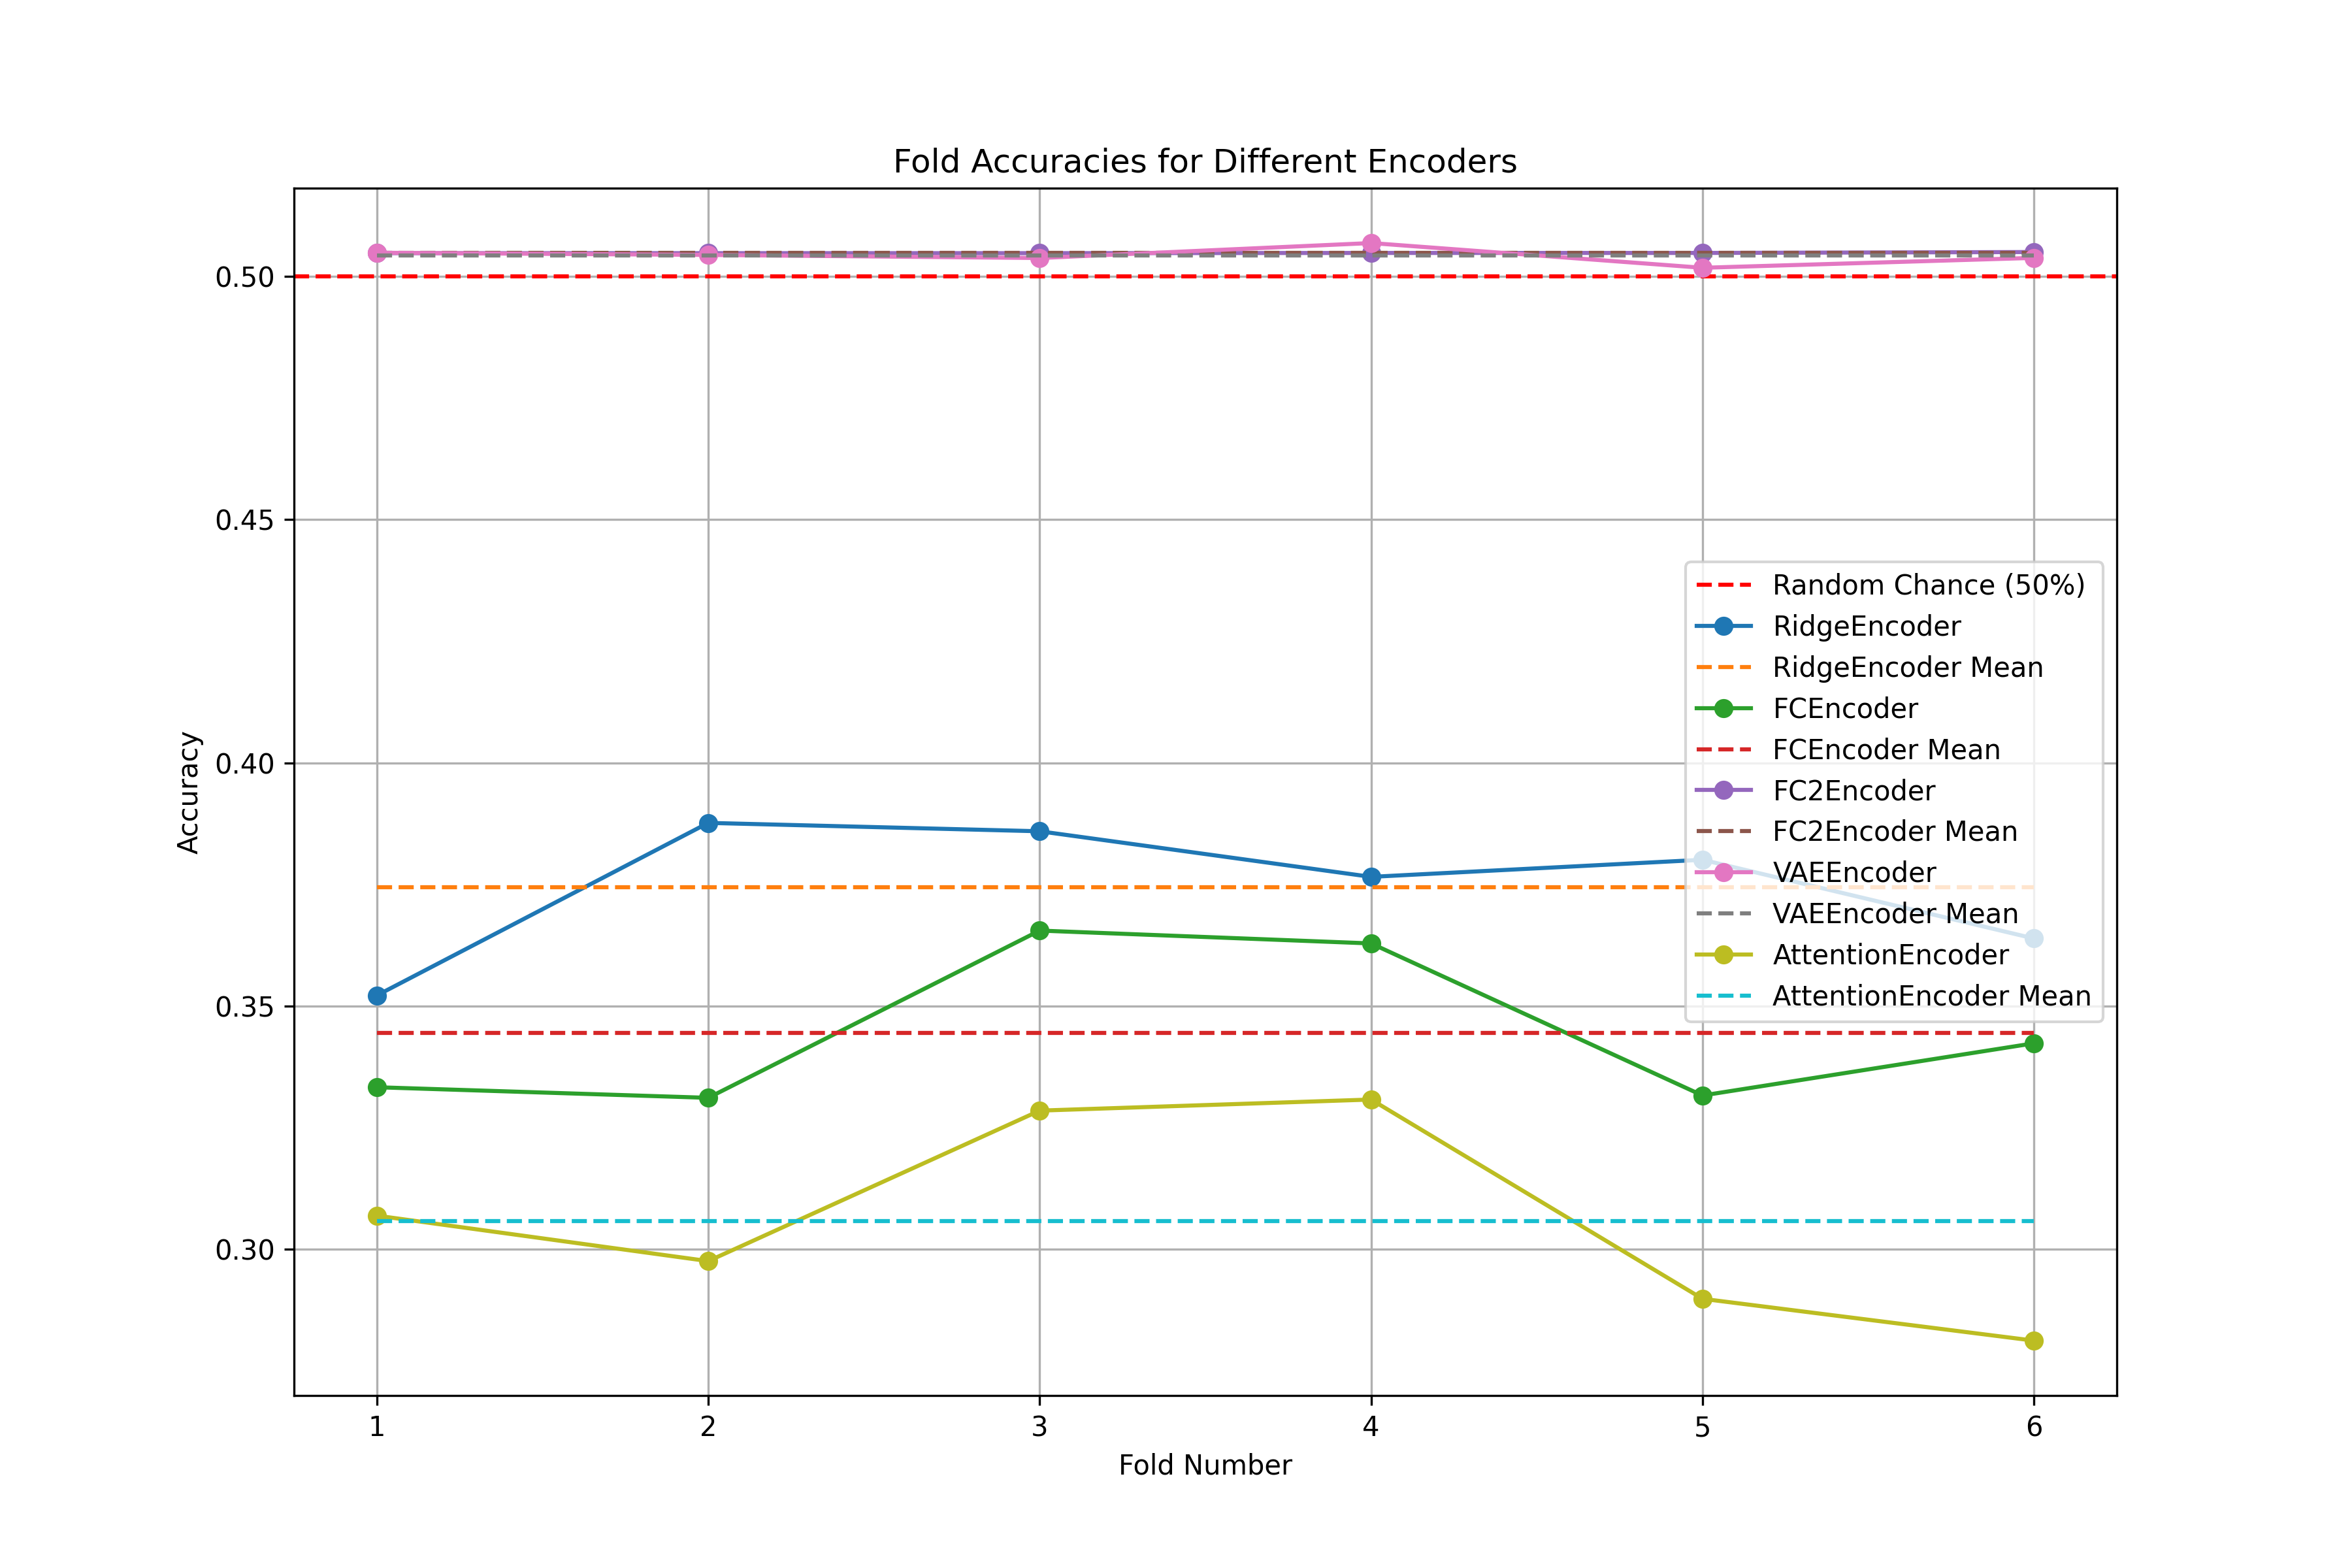 Fold Accuracies for Different Encoders
Accuracy
0.50
0.45
0.40
0.35
0.30
Random Chance (50%)
RidgeEncoder
RidgeEncoder Mean
FCEncoder
FCEncoder Mean
FC2Encoder
FC2Encoder Mean
VAEEncoder
VAEEncoder Mean
AttentionEncoder
AttentionEncoder Mean
1 2 3 4 5 6
Fold Number